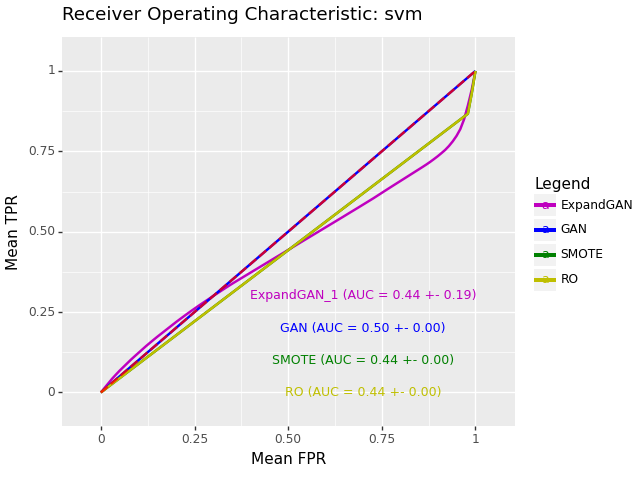 Receiver Operating Characteristic: svm
Mean TPR
1
0.75
0.50
0.25
0
ExpandGAN_1 (AUC = 0.44 +- 0.19)
GAN (AUC = 0.50 +- 0.00)
SMOTE (AUC = 0.44 +- 0.00)
RO (AUC = 0.44 +- 0.00)
0 0.25 0.50 0.75 1
Mean FPR
Legend
a ExpandGAN
a GAN
a SMOTE
a RO